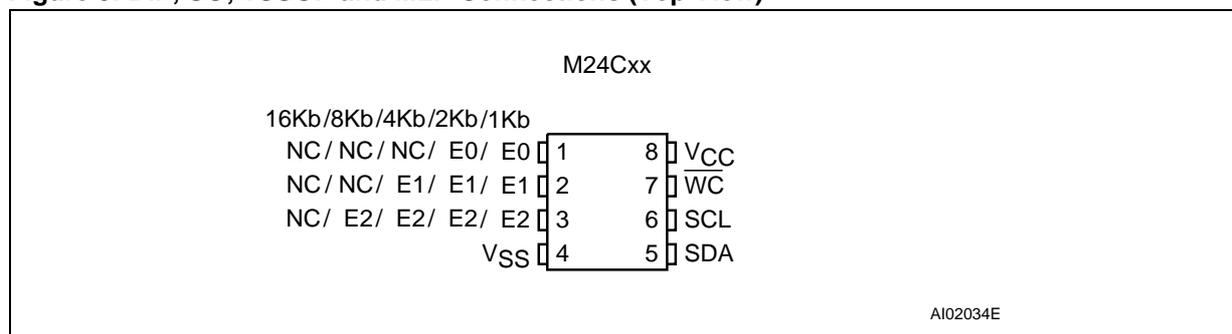 M24Cxx
16Kb/8Kb/4Kb/2Kb/1Kb
NC/ NC/ NC/ E0/ E0 1 8 VCC
NC/ NC/ E1/ E1/ E1 2 7 WC
NC/ E2/ E2/ E2/ E2 3 6 SCL
VSS 4 5 SDA
AI02034E